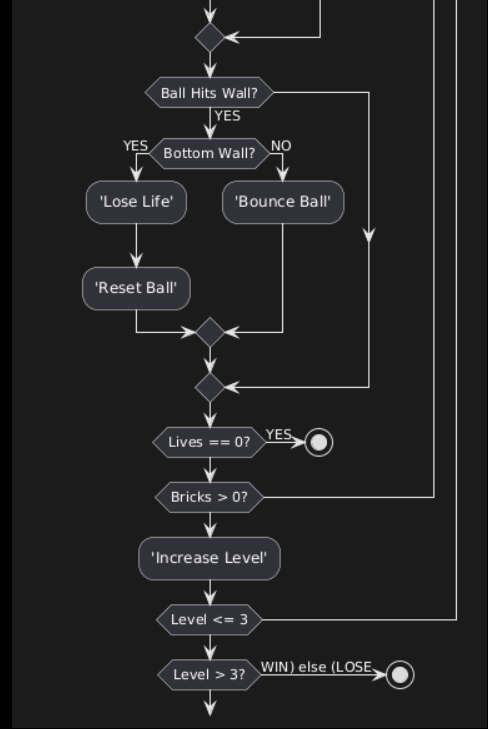 Ball Hits Wall?
YES
YES
Bottom Wall?
NO
'Lose Life'
'Bounce Ball'
'Reset Ball'
Lives == 0?
YES
Bricks > 0?
'Increase Level'
Level <= 3
Level > 3?
WIN) else (LOSE